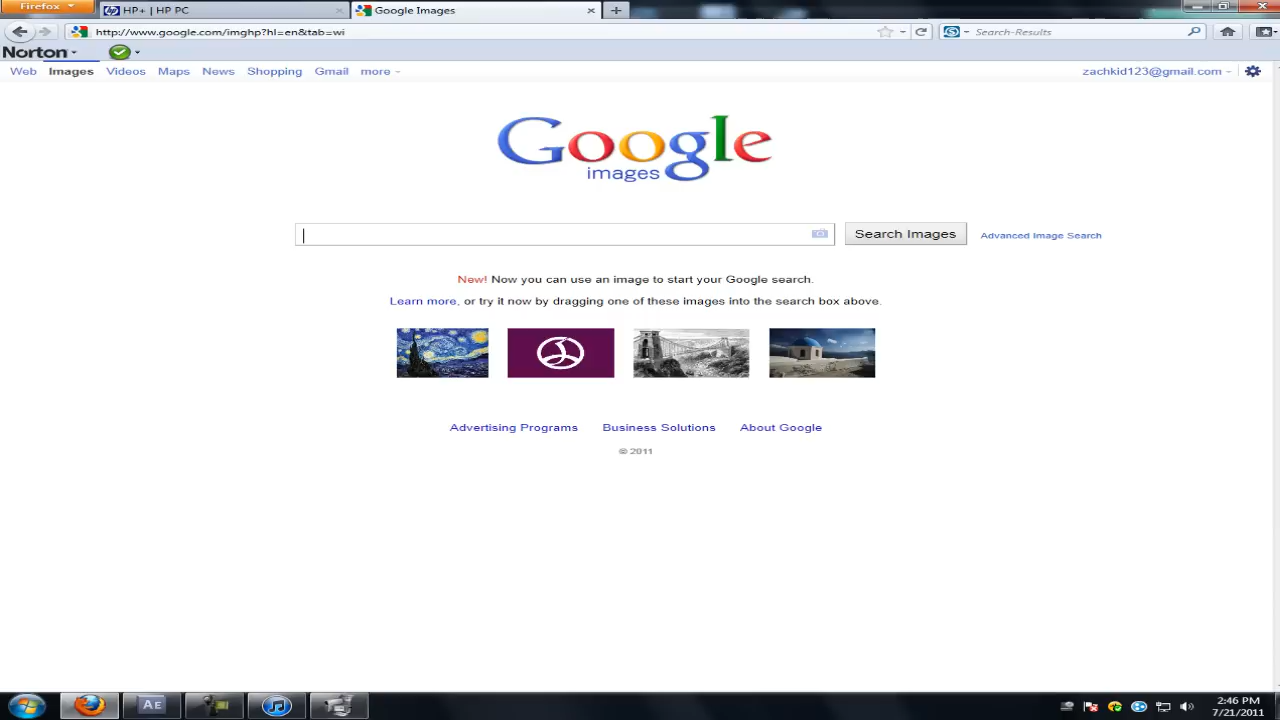 Firefox
HP+ | HP PC
Google Images
http://www.google.com/imghp?hl=en&tab=wi
Search-Results
Norton
Web Images Videos Maps News Shopping Gmail more
zachkid123@gmail.com
Google
images
Search Images
Advanced Image Search
New! Now you can use an image to start your Google search.
Learn more, or try it now by dragging one of these images into the search box above.
Advertising Programs Business Solutions About Google
© 2011
AE
2:46 PM
7/21/2011